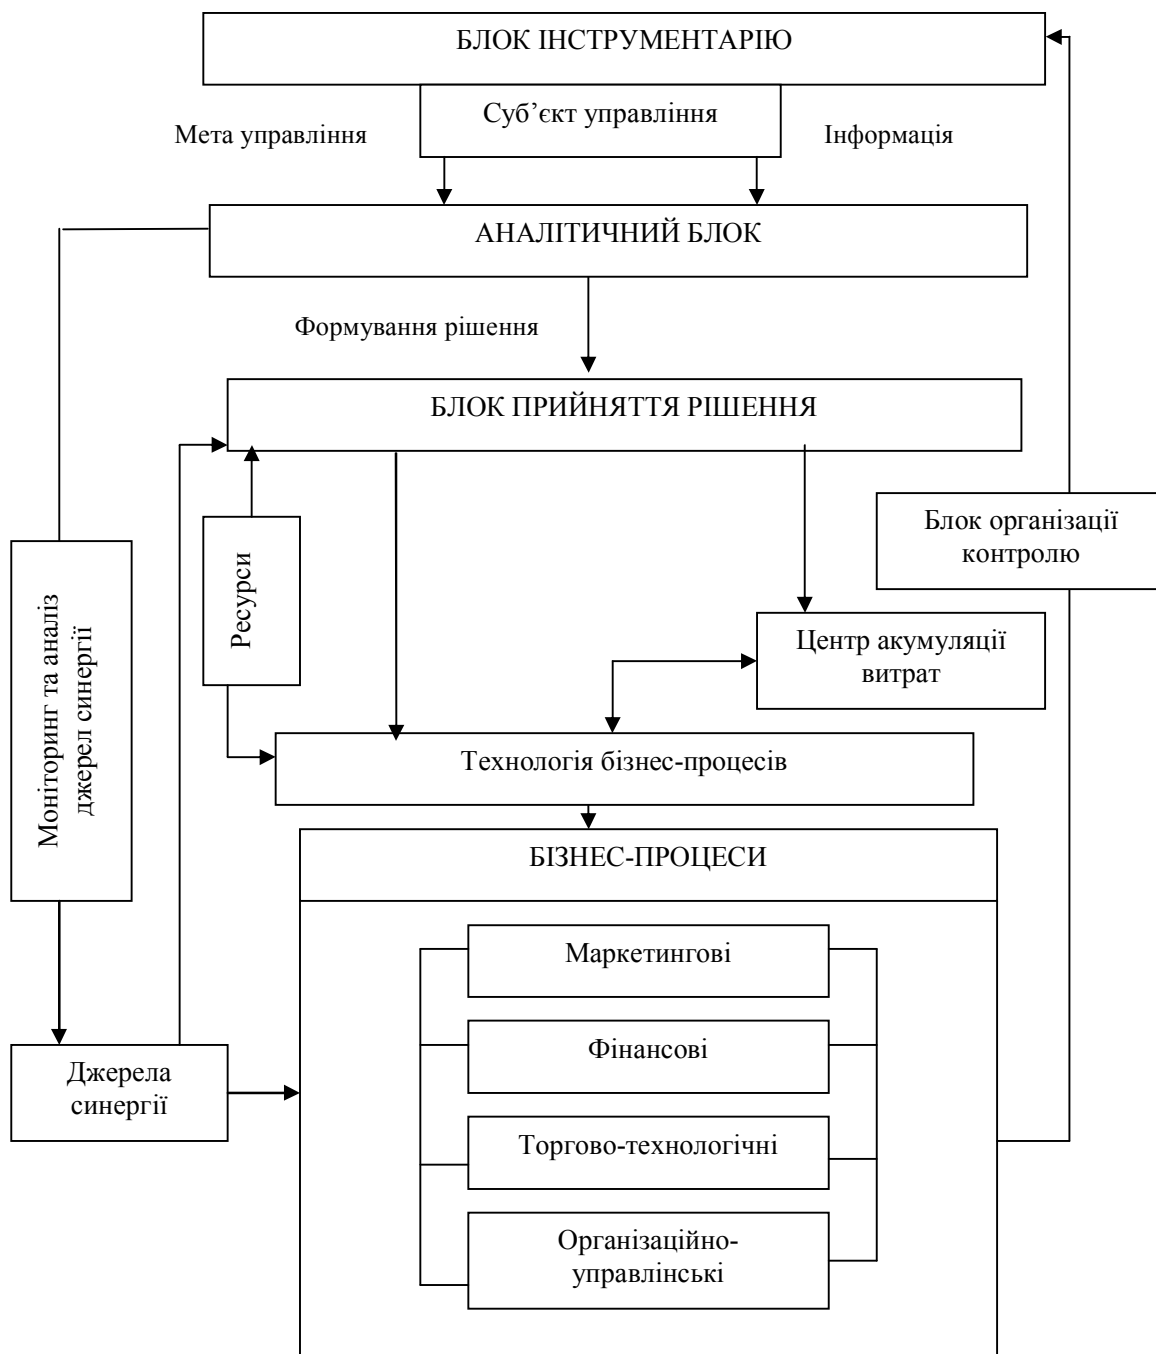 БЛОК ІНСТРУМЕНТАРІЮ
Суб’єкт управління
Мета управління
Інформація
АНАЛІТИЧНИЙ БЛОК
Формування рішення
БЛОК ПРИЙНЯТТЯ РІШЕННЯ
Блок організації
контролю
Ресурси
Моніторинг та аналіз
джерел синергії
Центр акумуляції
витрат
Технологія бізнес-процесів
БІЗНЕС-ПРОЦЕСИ
Маркетингові
Фінансові
Джерела
синергії
Торгово-технологічні
Організаційно-
управлінські